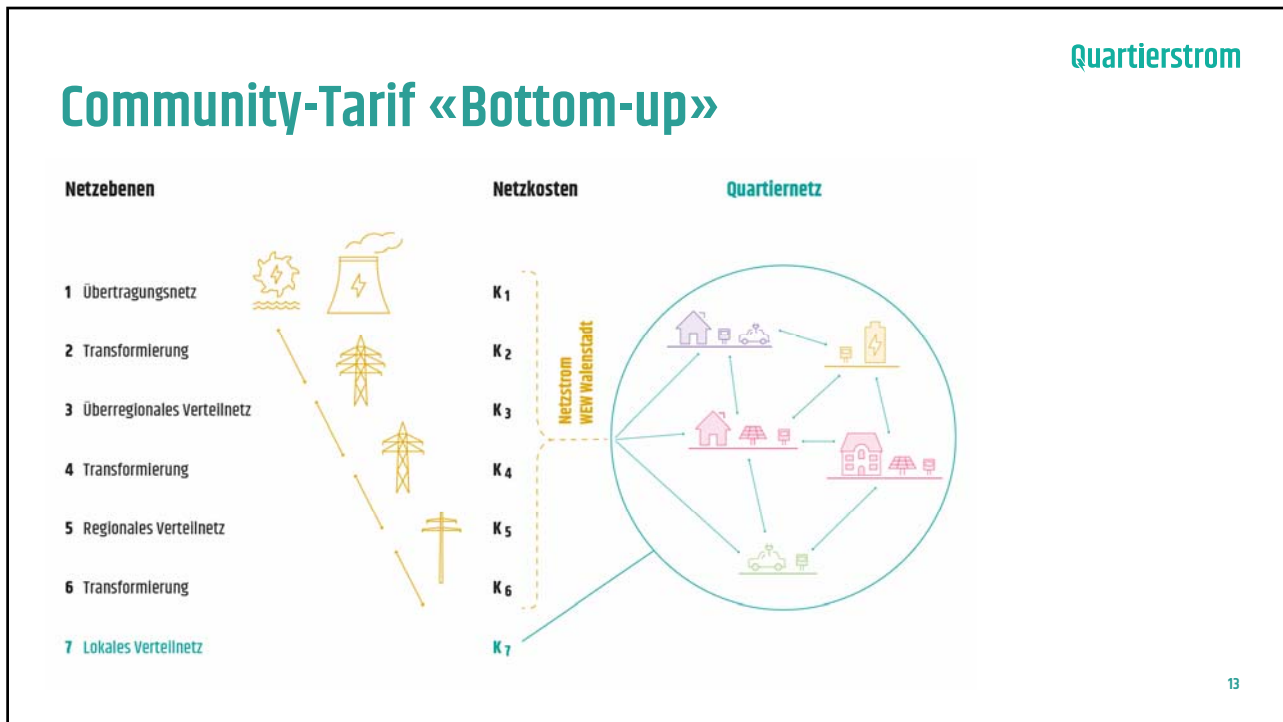 Quartierstrom
Community-Tarif «Bottom-up»
Netzebenen
Netzkosten
Quartiernetz
1 Übertragungsnetz
K1
2 Transformierung
K2
3 Überregionales Verteilnetz
K3
4 Transformierung
K4
5 Regionales Verteilnetz
K5
6 Transformierung
K6
7 Lokales Verteilnetz
K7
Netzstrom
WEW Walenstadt
13